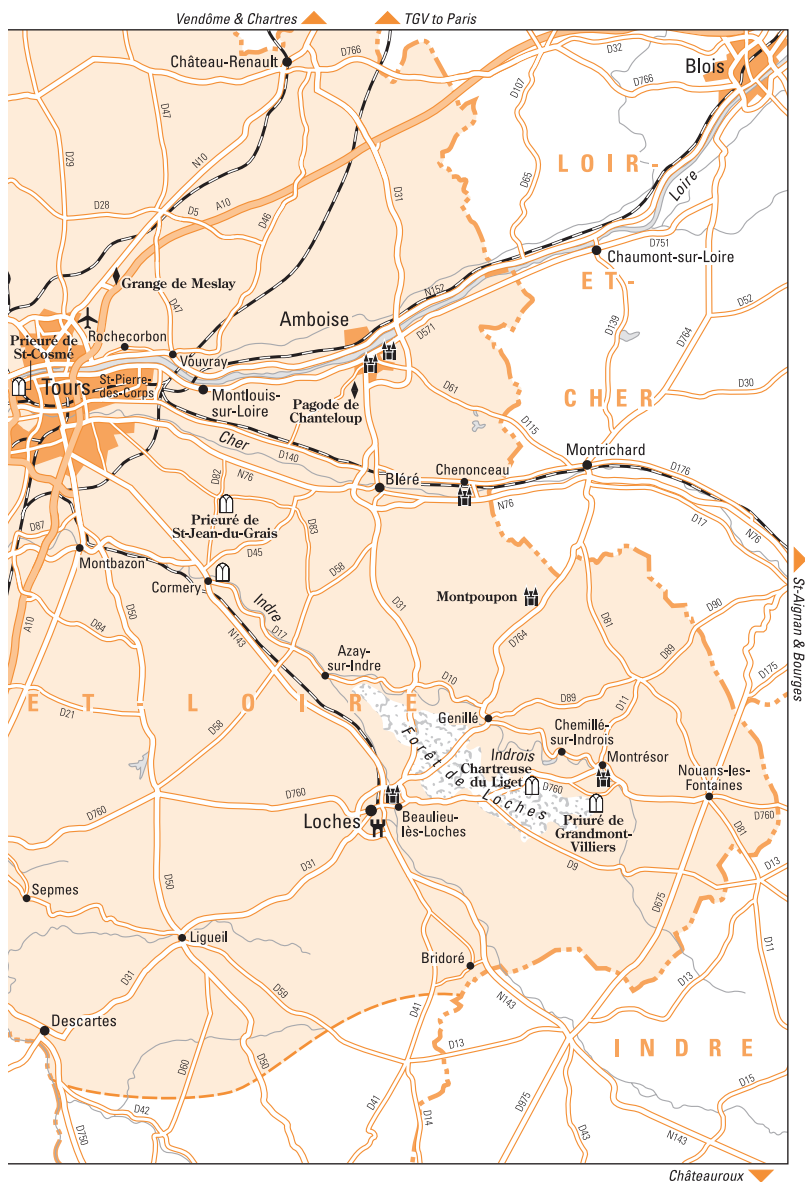 Vendôme & Chartres
TGV to Paris
Château-Renault
D766
D32
Blois
D766
D107
D47
D29
N10
A10
D31
D65
LOIR-
Loire
D28
D5
D46
D751
Chaumont-sur-Loire
Grange de Meslay
D47
N152
ET-
D52
Amboise
D571
D139
D764
Rochecorbon
Prieuré de
St-Cosmé
Vouvray
Tours
St-Pierre-
des-Corps
Montlouis-
sur-Loire
Pagode de
Chanteloup
D61
D30
CHER
D115
Cher
D140
Montrichard
D82
N76
Chenonceau
D176
Bléré
N76
D17
N76
Prieuré de
St-Jean-du-Grais
D87
D83
D45
Montbazon
D58
St-Aignan & Bourges
Cormery
Indre
D17
Montpoupon
D90
D50
A10
D84
N143
D31
D764
D81
D89
Azay-
sur-Indre
D10
D175
ET-LOIRE
D21
D58
D89
D11
Genillé
Chemillé-
sur-Indrois
Forêt de Loches
Indrois
Montrésor
Chartreuse
du Liget
D760
Nouans-les-
Fontaines
D760
D760
Loches
Beaulieu-
lès-Loches
Priuré de
Grandmont-
Villiers
D760
D81
D31
D9
D13
Sepmes
D50
D675
Ligueil
D11
Bridoré
D31
D59
D13
N143
D41
Descartes
D13
INDRE
D60
D50
D15
D42
D41
D14
D975
D43
N143
D750
Châteauroux